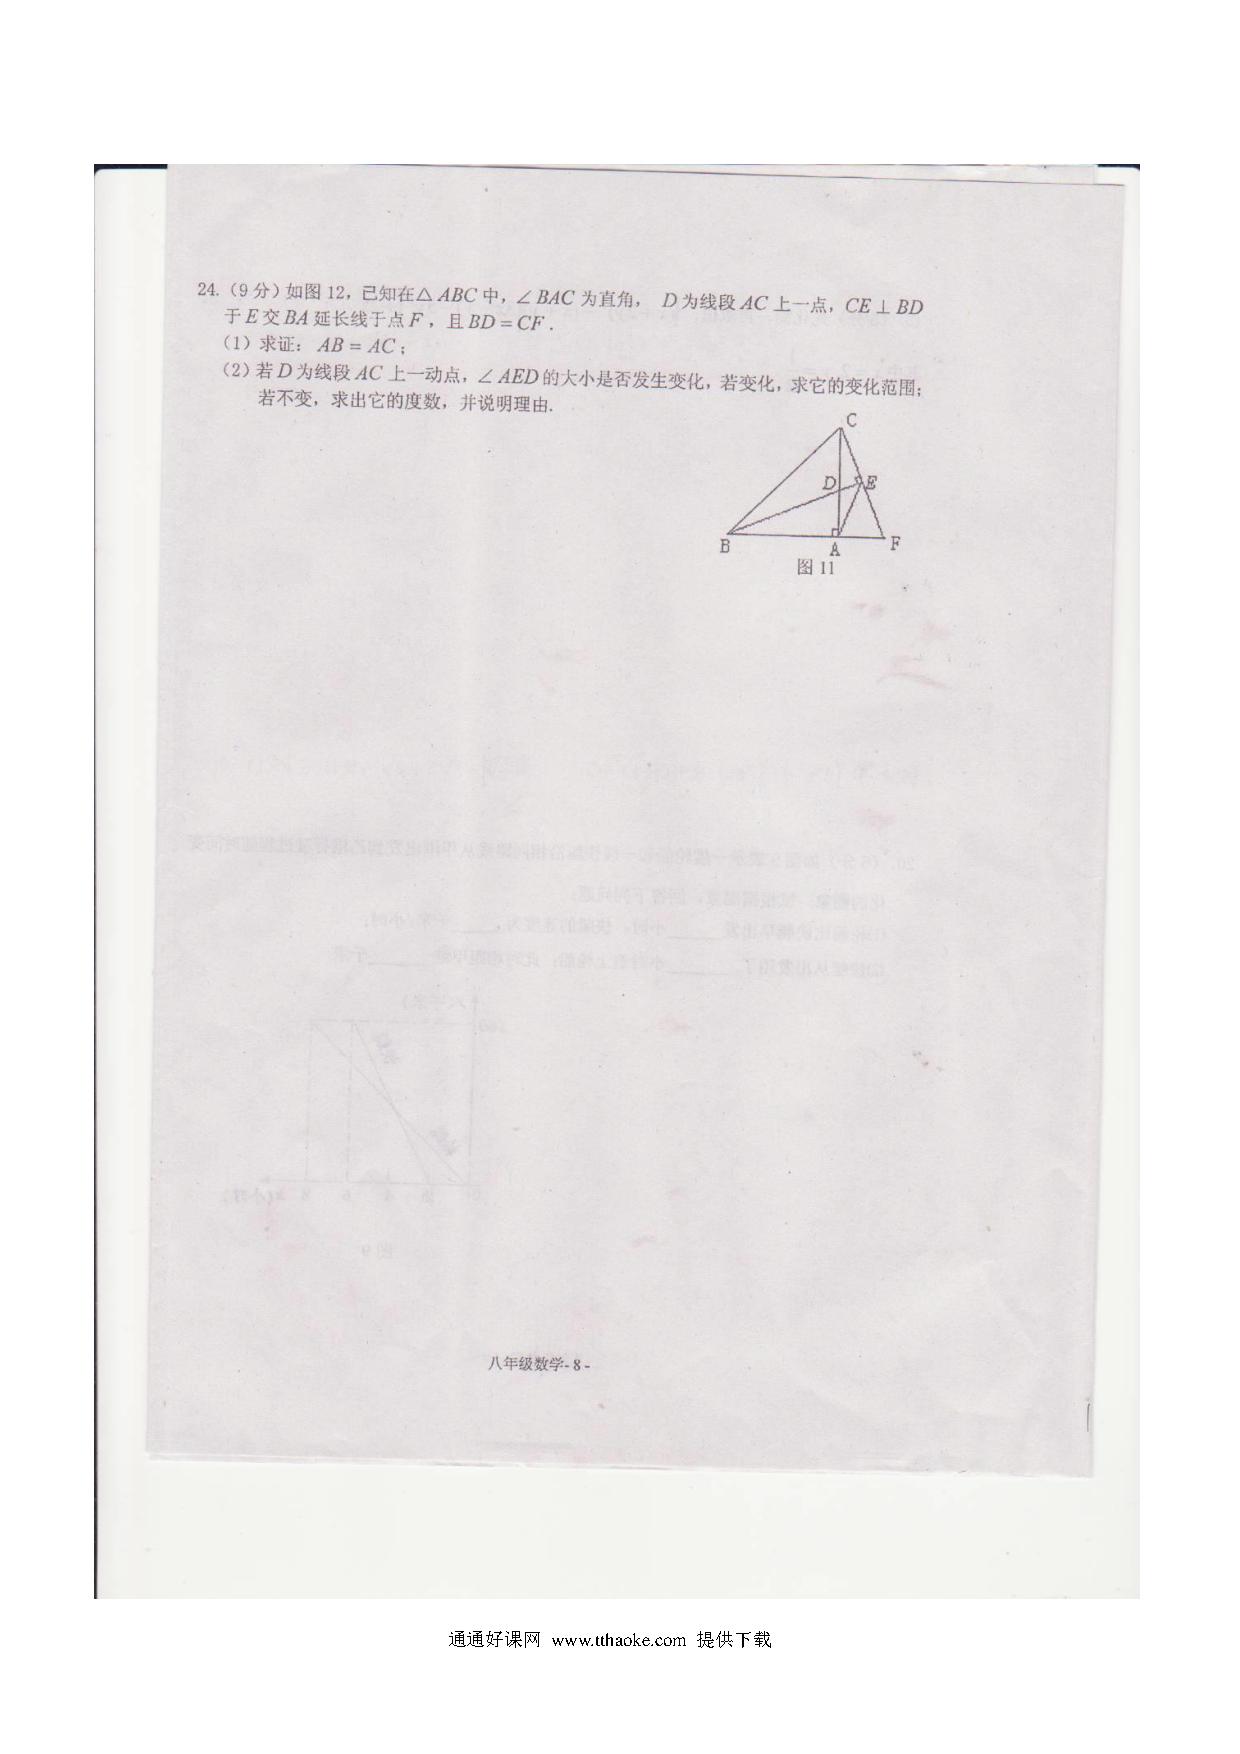 24.（9分）如图12，已知在△ABC中，∠BAC为直角， D为线段AC上一点，CE⊥BD
于E交BA延长线于点F，且BD=CF.
（1）求证：AB=AC；
（2）若D为线段AC上一动点，∠AED的大小是否发生变化，若变化，求它的变化范围；
若不变，求出它的度数，并说明理由.
C
D E
B A F
图11
八年级数学-8-
通通好课网 www.tthaoke.com 提供下载